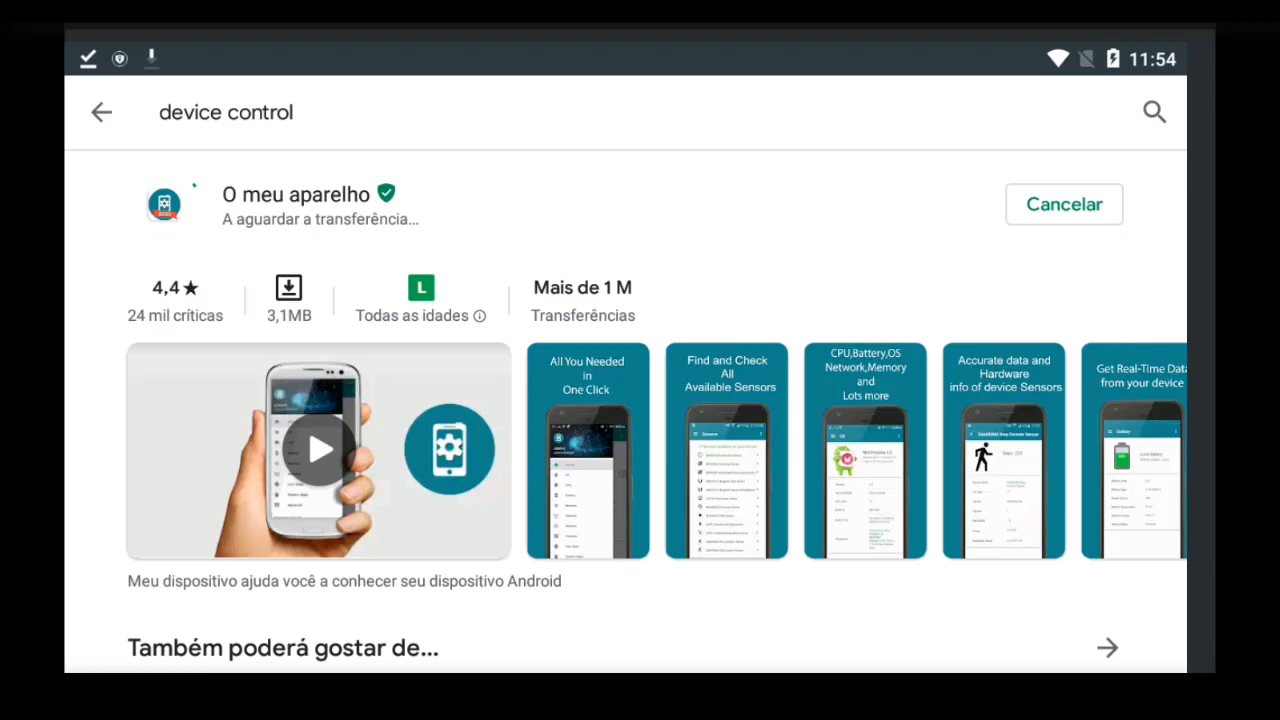 11:54
device control
O meu aparelho
A aguardar a transferência...
Cancelar
4,4★
24 mil críticas
3,1MB
L
Todas as idades
Mais de 1 M
Transferências
All You Needed
in
One Click
Find and Check
All
Available Sensors
CPU,Battery,OS
Network,Memory
and
Lots more
Accurate data and
Hardware
info of device Sensors
Get Real-Time Data
from your device
Meu dispositivo ajuda você a conhecer seu dispositivo Android
Também poderá gostar de...